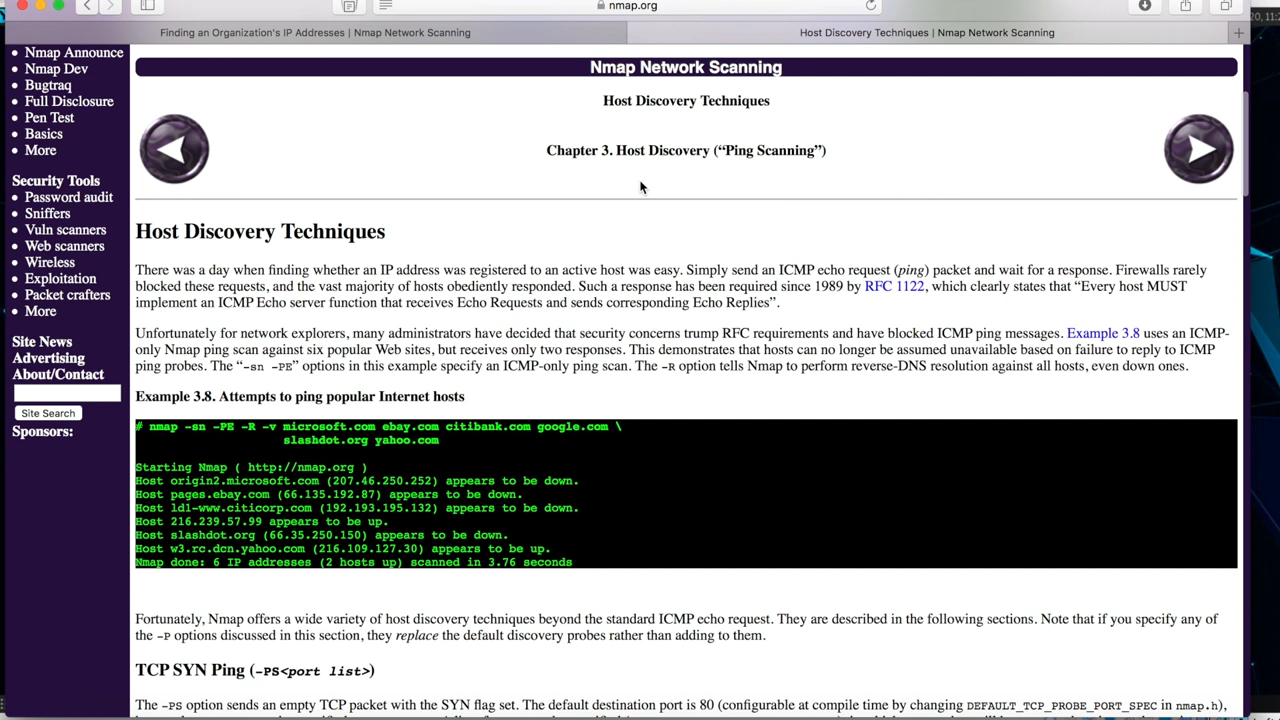 nmap.org
20, 11:2
Finding an Organization's IP Addresses | Nmap Network Scanning
Host Discovery Techniques | Nmap Network Scanning
Nmap Announce
Nmap Dev
Bugtraq
Full Disclosure
Pen Test
Basics
More
Security Tools
Password audit
Sniffers
Vuln scanners
Web scanners
Wireless
Exploitation
Packet crafters
More
Site News
Advertising
About/Contact
Site Search
Sponsors:
Nmap Network Scanning
Host Discovery Techniques
Chapter 3. Host Discovery (“Ping Scanning”)
Host Discovery Techniques
There was a day when finding whether an IP address was registered to an active host was easy. Simply send an ICMP echo request (ping) packet and wait for a response. Firewalls rarely
blocked these requests, and the vast majority of hosts obediently responded. Such a response has been required since 1989 by RFC 1122, which clearly states that “Every host MUST
implement an ICMP Echo server function that receives Echo Requests and sends corresponding Echo Replies”.
Unfortunately for network explorers, many administrators have decided that security concerns trump RFC requirements and have blocked ICMP ping messages. Example 3.8 uses an ICMP-
only Nmap ping scan against six popular Web sites, but receives only two responses. This demonstrates that hosts can no longer be assumed unavailable based on failure to reply to ICMP
ping probes. The “-sn -PE” options in this example specify an ICMP-only ping scan. The -R option tells Nmap to perform reverse-DNS resolution against all hosts, even down ones.
Example 3.8. Attempts to ping popular Internet hosts
# nmap -sn -PE -R -v microsoft.com ebay.com citibank.com google.com \
slashdot.org yahoo.com
Starting Nmap ( http://nmap.org )
Host origin2.microsoft.com (207.46.250.252) appears to be down.
Host pages.ebay.com (66.135.192.87) appears to be down.
Host ld1-www.citicorp.com (192.193.195.132) appears to be down.
Host 216.239.57.99 appears to be up.
Host slashdot.org (66.35.250.150) appears to be down.
Host w3.rc.dcn.yahoo.com (216.109.127.30) appears to be up.
Nmap done: 6 IP addresses (2 hosts up) scanned in 3.76 seconds
Fortunately, Nmap offers a wide variety of host discovery techniques beyond the standard ICMP echo request. They are described in the following sections. Note that if you specify any of
the -P options discussed in this section, they replace the default discovery probes rather than adding to them.
TCP SYN Ping (-PS<port list>)
The -PS option sends an empty TCP packet with the SYN flag set. The default destination port is 80 (configurable at compile time by changing DEFAULT_TCP_PROBE_PORT_SPEC in nmap.h),